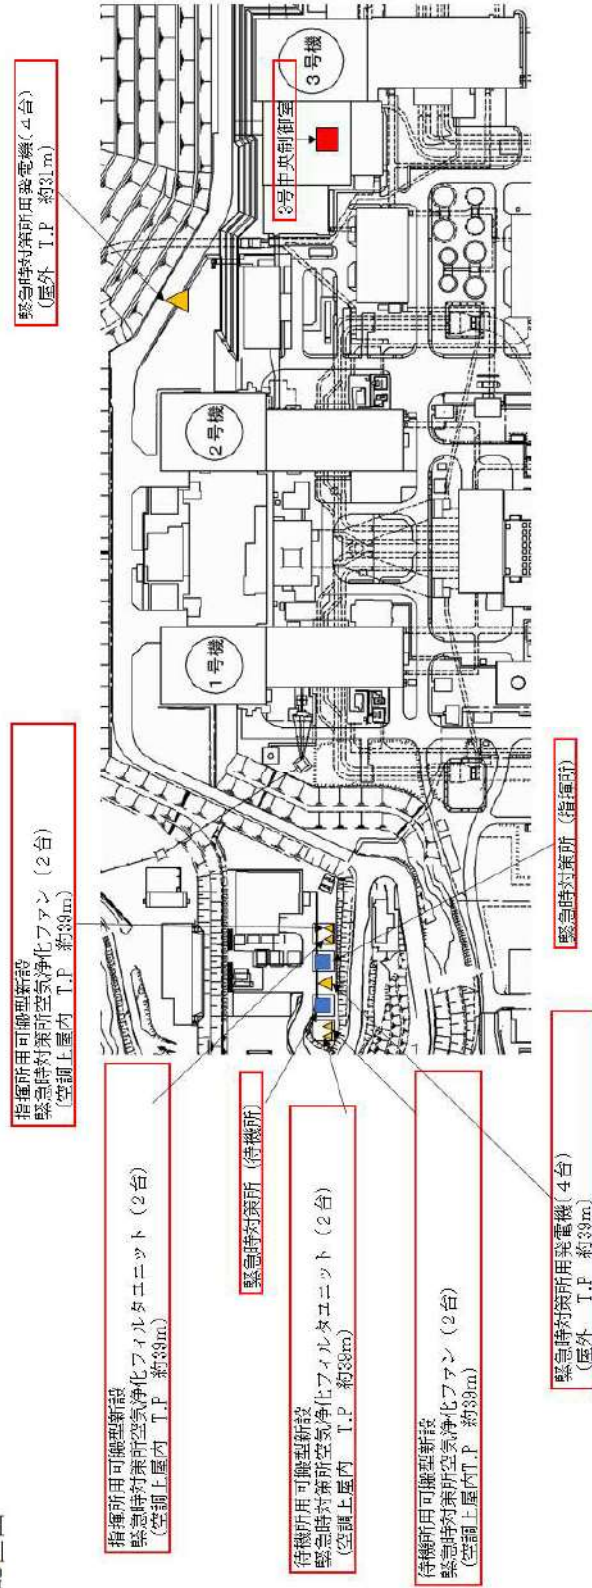 緊急時対策所用発電機(4台)
(屋外 T.P 約31m)
3号中央制御室
3号機
2号機
1号機
指揮所用可搬型新設
緊急時対策所空気浄化ファン(2台)
(空調上屋内 T.P 約39m)
緊急時対策所(指揮所)
指揮所用可搬型新設
緊急時対策所空気浄化フィルタユニット(2台)
(空調上屋内 T.P 約39m)
緊急時対策所(待機所)
待機所用可搬型新設
緊急時対策所空気浄化フィルタユニット(2台)
(空調上屋内 T.P 約39m)
待機所用可搬型新設
緊急時対策所空気浄化ファン(2台)
(空調上屋内T.P 約39m)
緊急時対策所用発電機(4台)
(屋外 T.P 約39m)